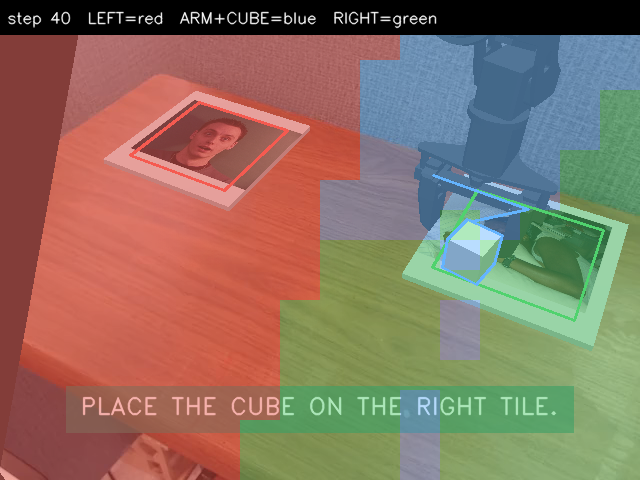 step 40 LEFT=red ARM+CUBE=blue RIGHT=green
PLACE THE CUBE ON THE RIGHT TILE.